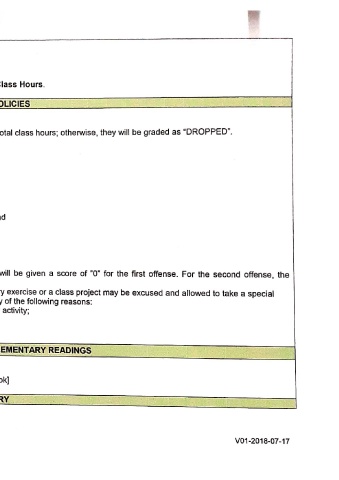 lass Hours.
OLICIES
otal class hours; otherwise, they will be graded as "DROPPED".
nd
will be given a score of "0" for the first offense. For the second offense, the
ry exercise or a class project may be excused and allowed to take a special
y of the following reasons:
activity;
EMENTARY READINGS
ok]
RY
V01-2018-07-17